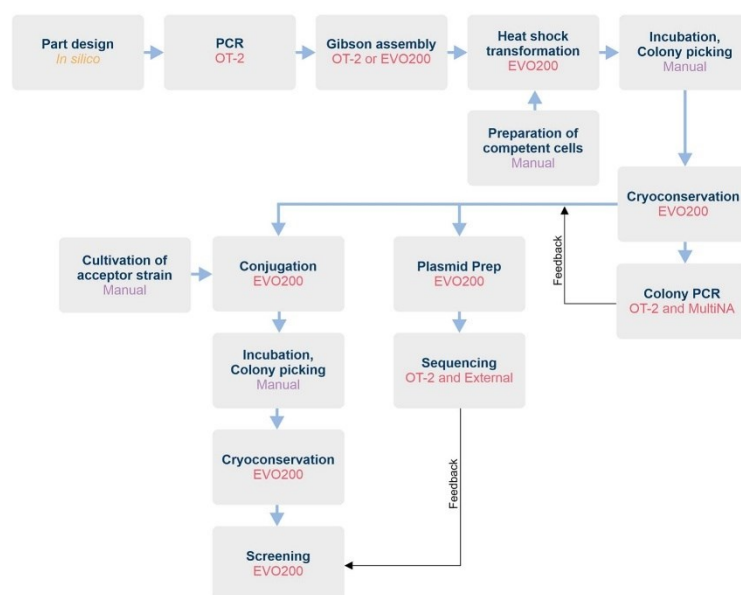 Part design
In silico
PCR
OT-2
Gibson assembly
OT-2 or EVO200
Heat shock
transformation
EVO200
Incubation,
Colony picking
Manual
Preparation of
competent cells
Manual
Cryoconservation
EVO200
Cultivation of
acceptor strain
Manual
Conjugation
EVO200
Plasmid Prep
EVO200
Feedback
Colony PCR
OT-2 and MultiNA
Incubation,
Colony picking
Manual
Sequencing
OT-2 and External
Cryoconservation
EVO200
Feedback
Screening
EVO200